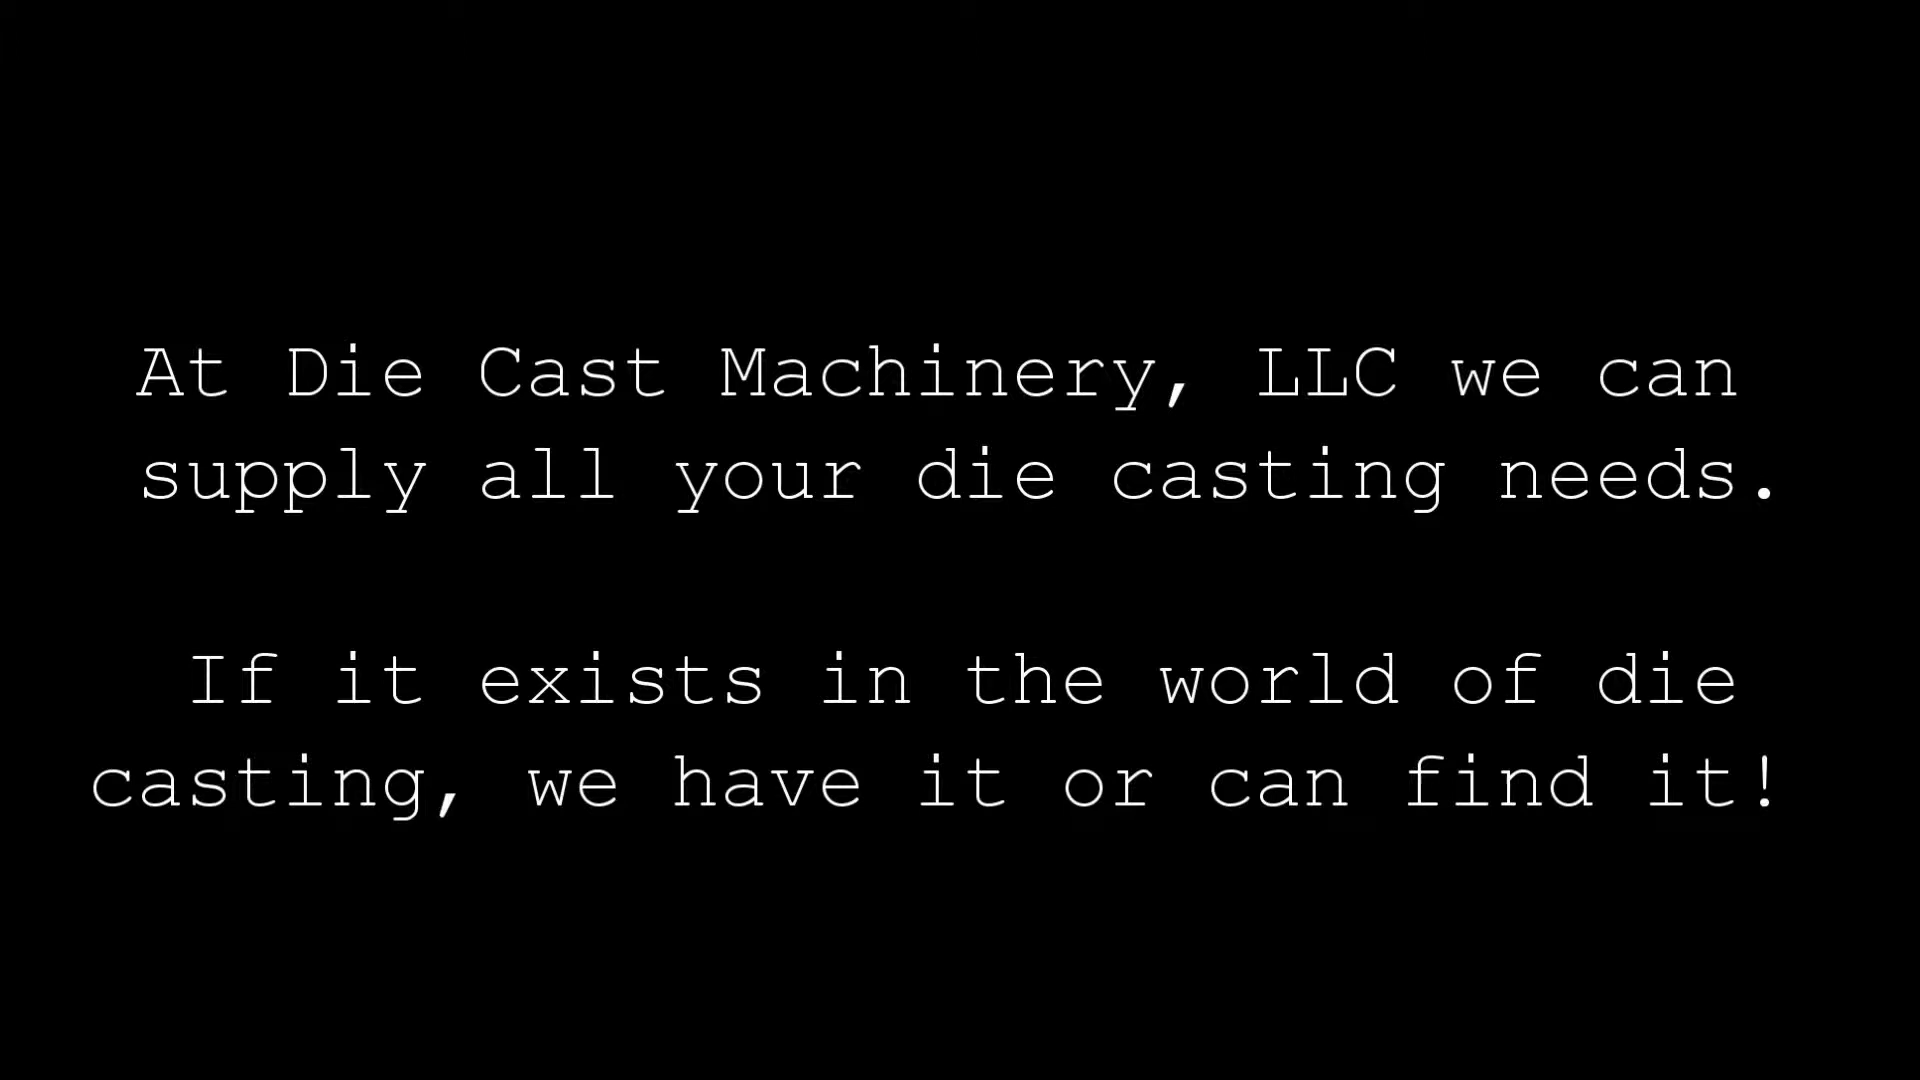 At Die Cast Machinery, LLC we can
supply all your die casting needs.
If it exists in the world of die
casting, we have it or can find it!